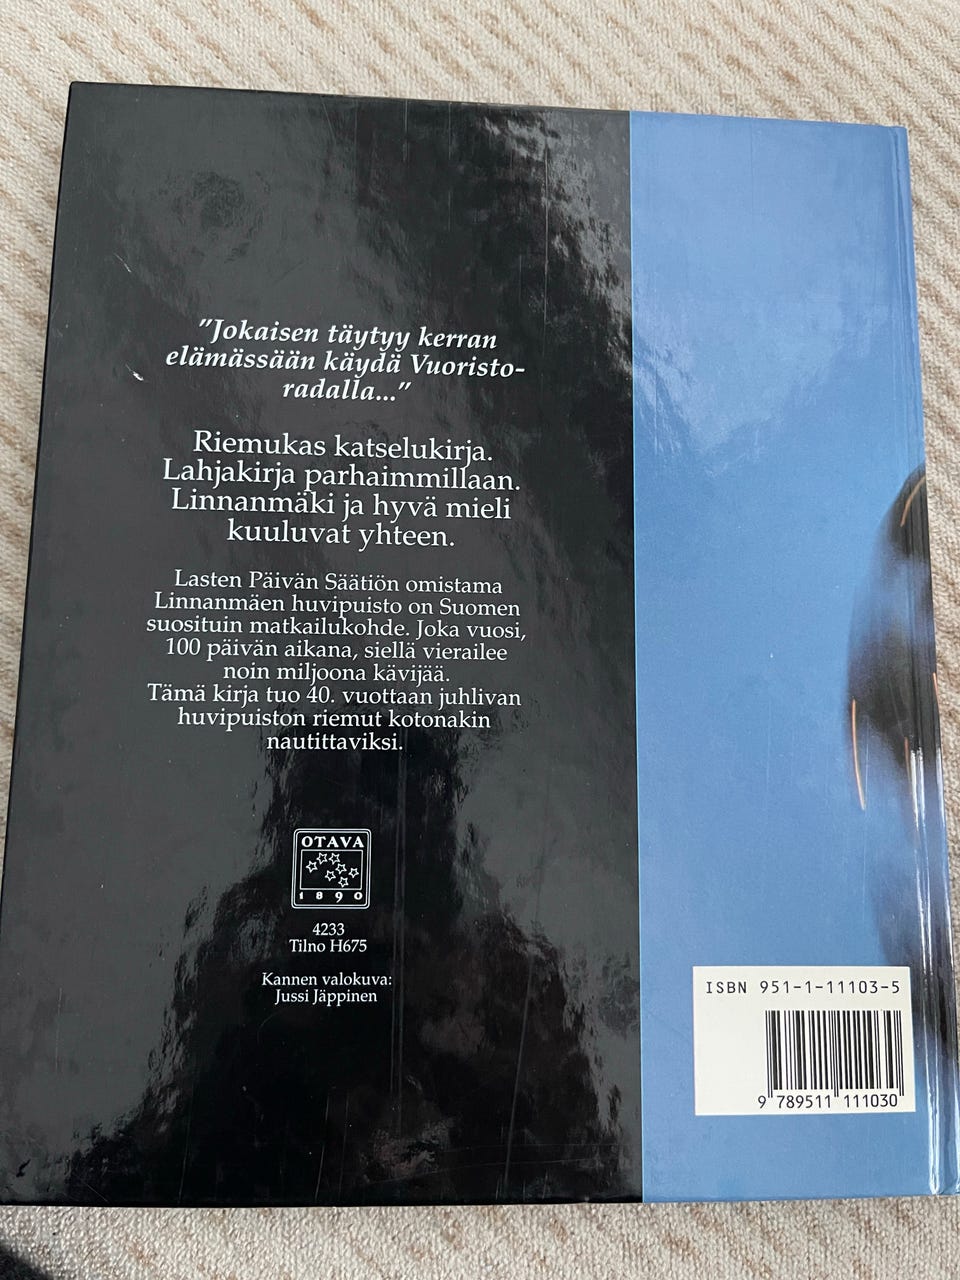 "Jokaisen täytyy kerran
elämässään käydä Vuoristo-
radalla..."
Riemukas katselukirja.
Lahjakirja parhaimmillaan.
Linnanmäki ja hyvä mieli
kuuluvat yhteen.
Lasten Päivän Säätiön omistama
Linnanmäen huvipuisto on Suomen
suosituin matkailukohde. Joka vuosi,
100 päivän aikana, siellä vierailee
noin miljoona kävijää.
Tämä kirja tuo 40. vuottaan juhlivan
huvipuiston riemut kotonakin
nautittaviksi.
OTAVA
1890
4233
Tilno H675
Kannen valokuva:
Jussi Jäppinen
ISBN 951-1-11103-5
9 789511 111030